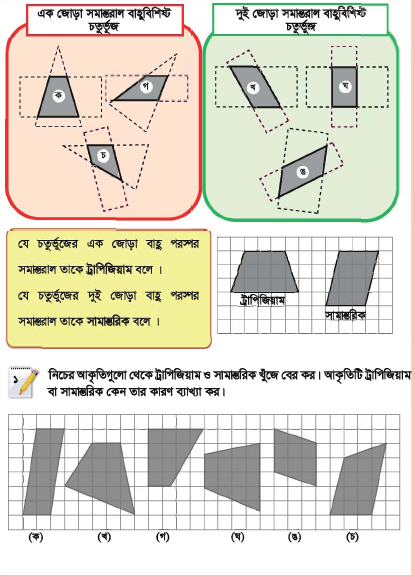 এক জোড়া সমান্তরাল বাহুবিশিষ্ট
চতুর্ভুজ
দুই জোড়া সমান্তরাল বাহুবিশিষ্ট
চতুর্ভুজ
ক
গ
চ
খ
ঘ
ঙ
যে চতুর্ভুজের এক জোড়া বাহু পরস্পর
সমান্তরাল তাকে ট্রাপিজিয়াম বলে ।
যে চতুর্ভুজের দুই জোড়া বাহু পরস্পর
সমান্তরাল তাকে সামান্তরিক বলে ।
ট্রাপিজিয়াম
সামান্তরিক
১
নিচের আকৃতিগুলো থেকে ট্রাপিজিয়াম ও সামান্তরিক খুঁজে বের কর। আকৃতিটি ট্রাপিজিয়াম
বা সামান্তরিক কেন তার কারণ ব্যাখ্যা কর।
(ক) (খ) (গ) (ঘ) (ঙ) (চ)